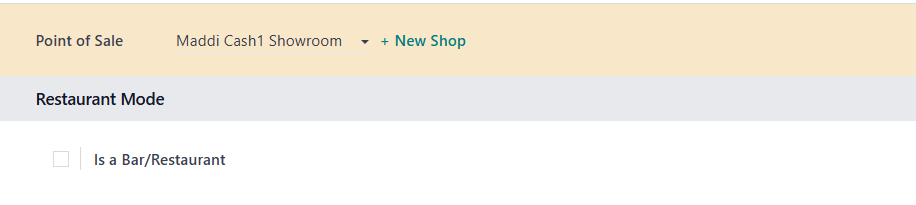 Point of Sale Maddi Cash1 Showroom + New Shop
Restaurant Mode
Is a Bar/Restaurant